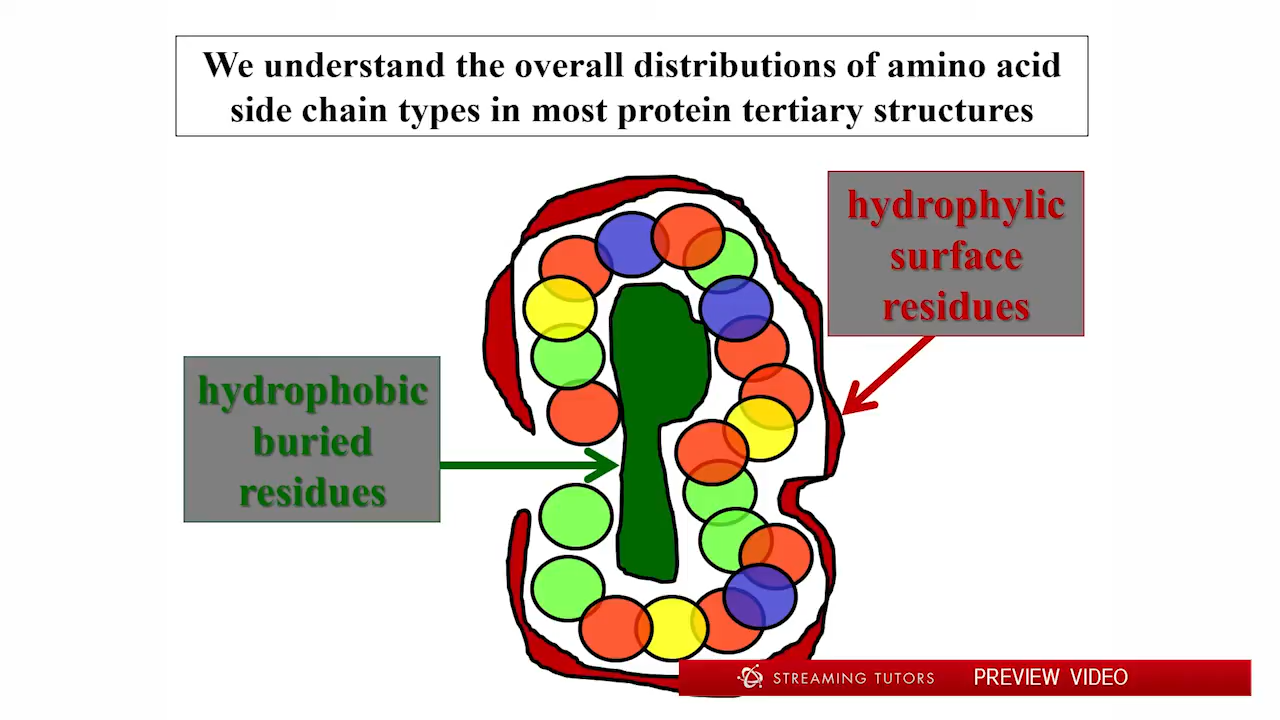 We understand the overall distributions of amino acid
side chain types in most protein tertiary structures
hydrophylic
surface
residues
hydrophobic
buried
residues
STREAMING TUTORS PREVIEW VIDEO